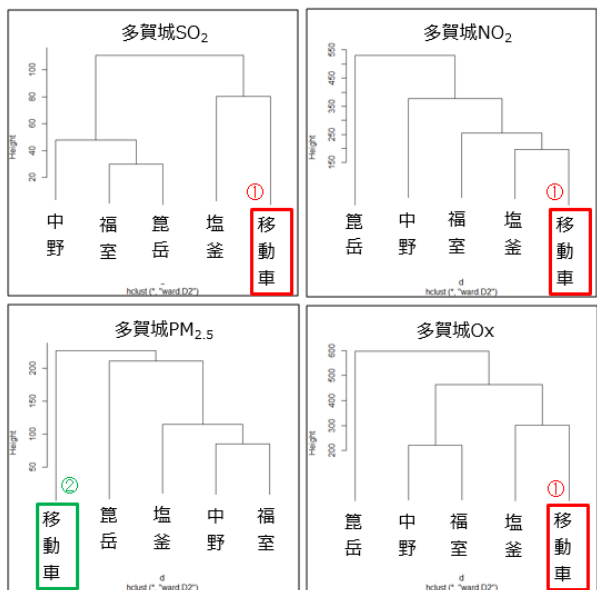 多賀城SO₂
Height
20 40 60 80 100
中野
福室
箟岳
塩釜
①
移動車
hclust (*, "ward.D2")
多賀城NO₂
Height
150 250 350 450 550
箟岳
中野
福室
塩釜
①
移動車
d
hclust (*, "ward.D2")
多賀城PM₂.₅
Height
50 100 150 200
②
移動車
箟岳
塩釜
中野
福室
d
hclust (*, "ward.D2")
多賀城Ox
Height
200 300 400 500 600
箟岳
中野
福室
塩釜
①
移動車
d
hclust (*, "ward.D2")